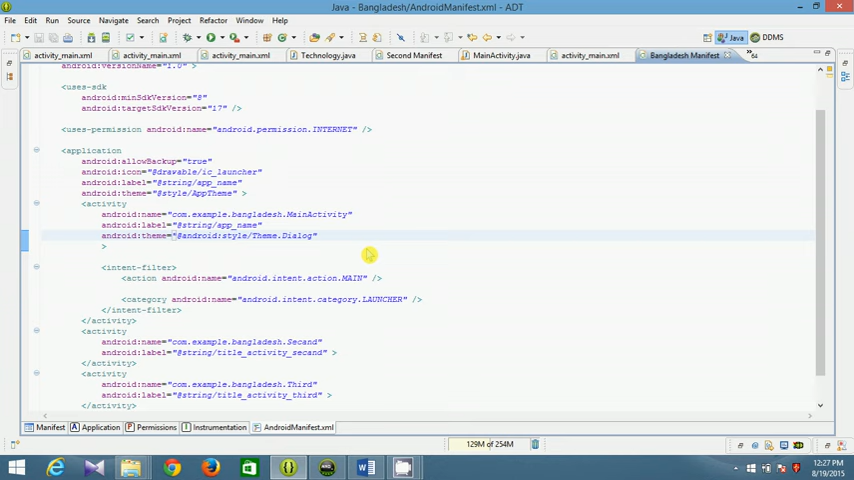 Java - Bangladesh/AndroidManifest.xml - ADT
File Edit Run Source Navigate Search Project Refactor Window Help
Java DDMS
activity_main.xml activity_main.xml activity_main.xml Technology.java Second Manifest MainActivity.java activity_main.xml Bangladesh Manifest 64
android:versionName="1.0" >
<uses-sdk
android:minSdkVersion="8"
android:targetSdkVersion="17" />
<uses-permission android:name="android.permission.INTERNET" />
<application
android:allowBackup="true"
android:icon="@drawable/ic_launcher"
android:label="@string/app_name"
android:theme="@style/AppTheme" >
<activity
android:name="com.example.bangladesh.MainActivity"
android:label="@string/app_name"
android:theme="@android:style/Theme.Dialog"
>
<intent-filter>
<action android:name="android.intent.action.MAIN" />
<category android:name="android.intent.category.LAUNCHER" />
</intent-filter>
</activity>
<activity
android:name="com.example.bangladesh.Secand"
android:label="@string/title_activity_secand" >
</activity>
<activity
android:name="com.example.bangladesh.Third"
android:label="@string/title_activity_third" >
</activity>
Manifest A Application P Permissions I Instrumentation AndroidManifest.xml
129M of 254M
12:27 PM
8/19/2015